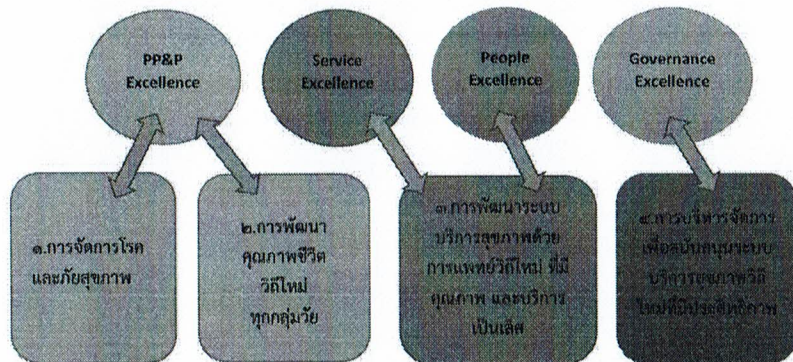 PP&P
Excellence
Service
Excellence
People
Excellence
Governance
Excellence
๑.การจัดการโรค
และภัยสุขภาพ
๒.การพัฒนา
คุณภาพชีวิต
วิถีใหม่
ทุกกลุ่มวัย
๓.การพัฒนาระบบ
บริการสุขภาพด้วย
การแพทย์วิถีใหม่ ที่มี
คุณภาพ และบริการ
เป็นเลิศ
๔.การบริหารจัดการ
เพื่อสนับสนุนระบบ
บริการสุขภาพวิถี
ใหม่ที่มีประสิทธิภาพ